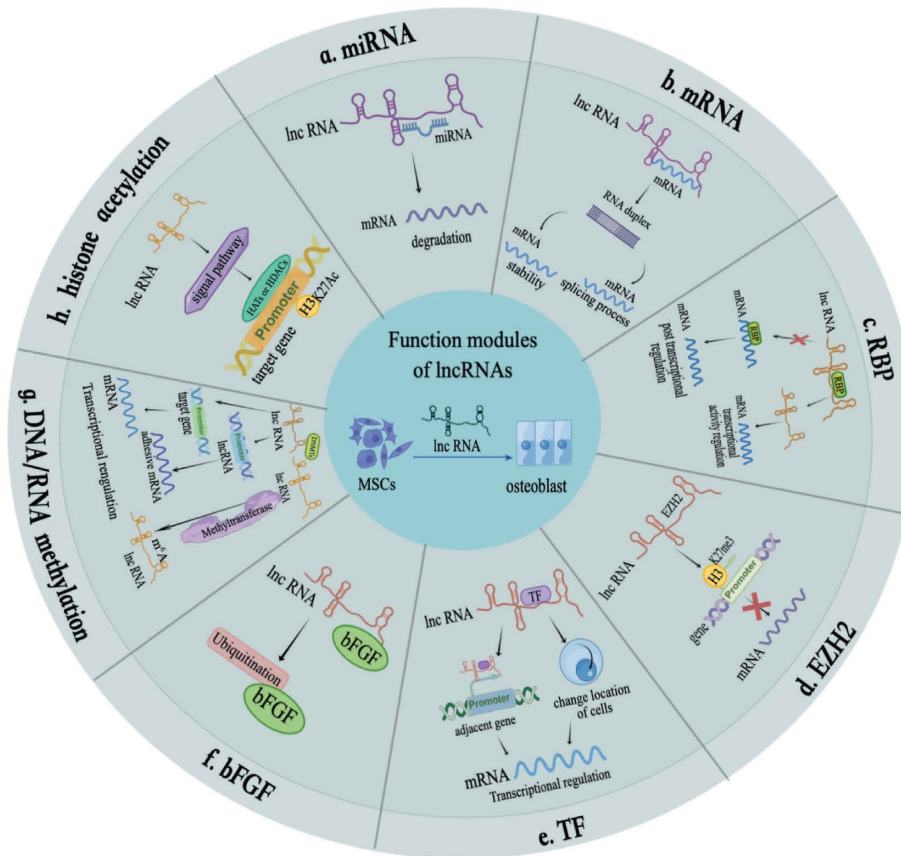 a. miRNA
lnc RNA
miRNA
mRNA
degradation
b. mRNA
lnc RNA
mRNA
RNA duplex
mRNA
stability
mRNA
splicing process
c. RBP
lnc RNA
RBP
mRNA
RBP
mRNA
post transcriptional
regulation
mRNA
transcriptional
activity regulation
d. EZH2
lnc RNA
EZH2
K27/me3
H3
Promoter
gene
mRNA
e. TF
lnc RNA
TF
Promoter
adjacent gene
change location
of cells
mRNA
Transcriptional regulation
f. bFGF
lnc RNA
bFGF
Ubiquitination
bFGF
g. DNA/RNA methylation
lnc RNA
Promoter
target gene
mRNA
lncRNA
Promoter
adhesive mRNA
Transcriptional rengulation
lnc RNA
Methyltransferase
m6A
lnc RNA
h. histone acetylation
lnc RNA
signal pathway
HATs or HDACs
Promoter
H3K27/Ac
target gene
Function modules
of lncRNAs
lnc RNA
MSCs
osteoblast